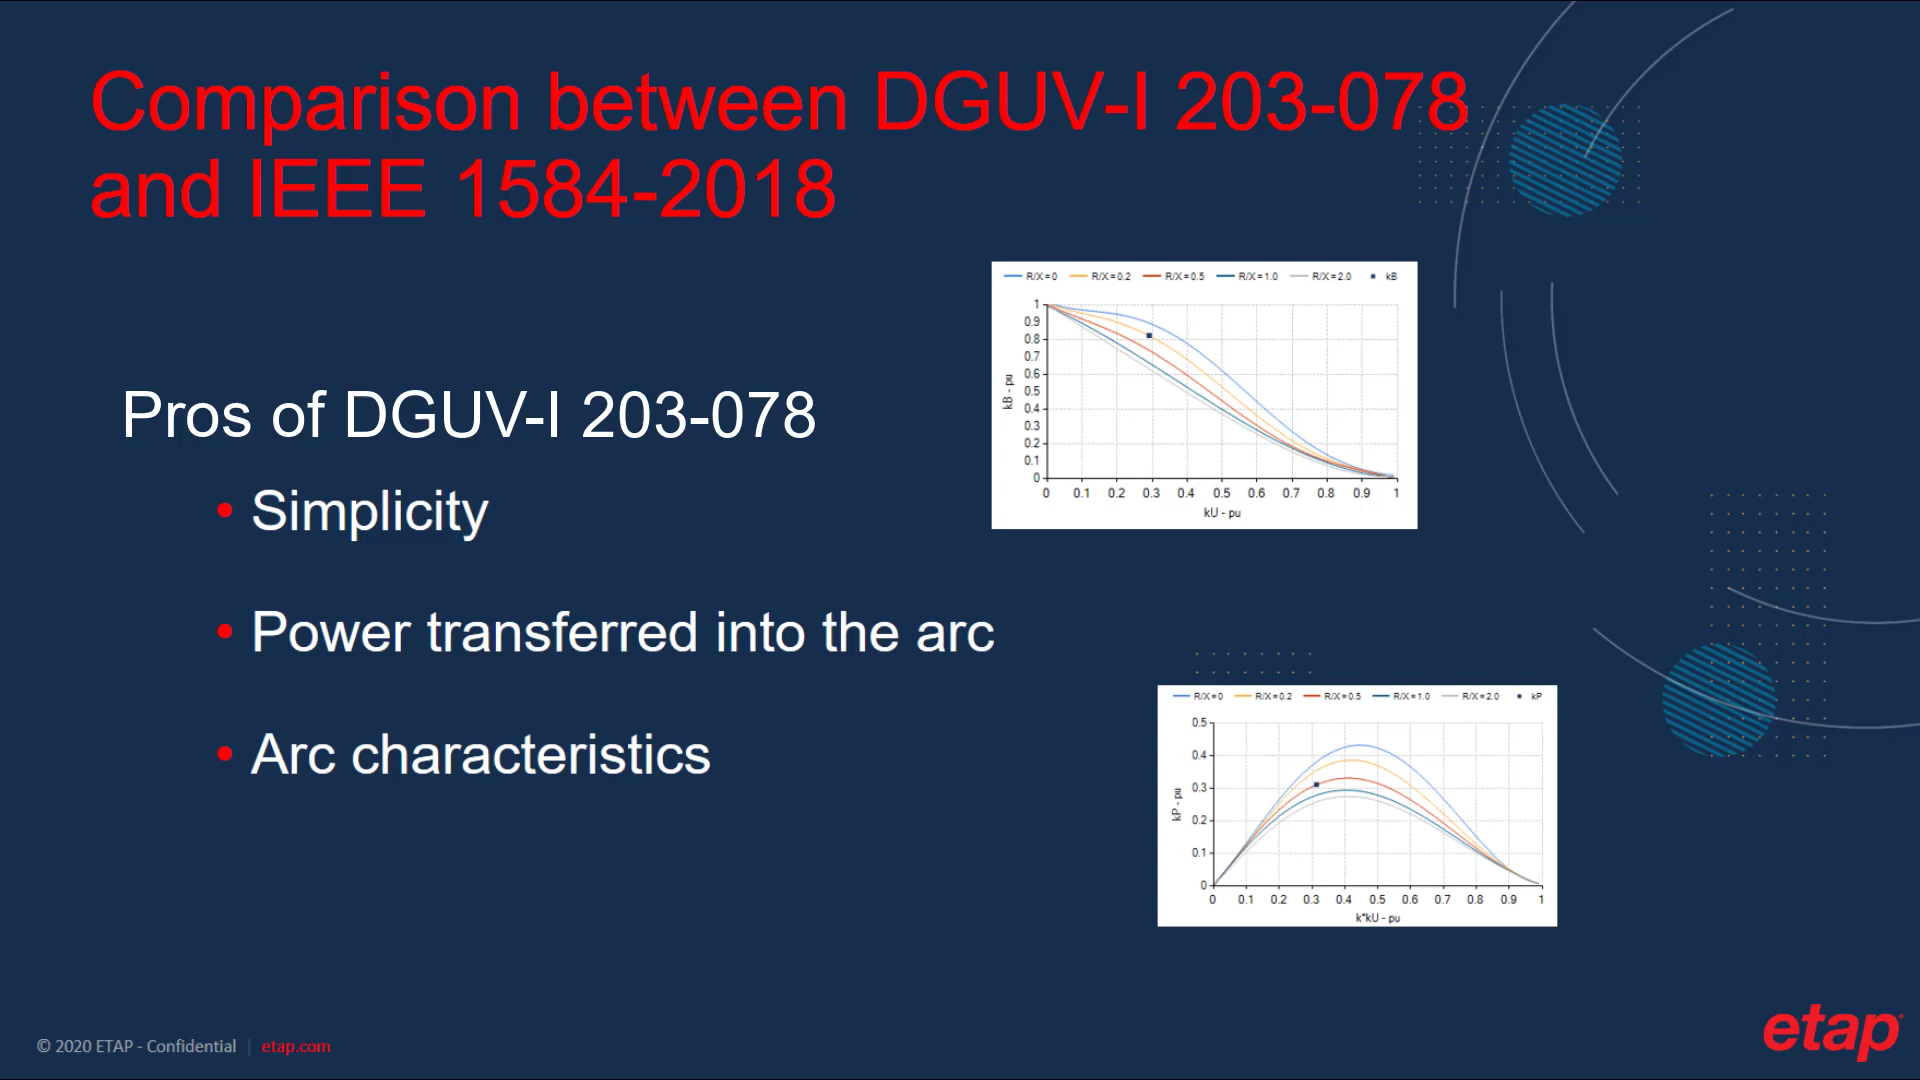 Comparison between DGUV-I 203-078
and IEEE 1584-2018
R/X=0 R/X=0.2 R/X=0.5 R/X=1.0 R/X=2.0 kB
1
0.9
0.8
0.7
0.6
0.5
0.4
0.3
0.2
0.1
0
kB - pu
0 0.1 0.2 0.3 0.4 0.5 0.6 0.7 0.8 0.9 1
kU - pu
Pros of DGUV-I 203-078
• Simplicity
• Power transferred into the arc
• Arc characteristics
R/X=0 R/X=0.2 R/X=0.5 R/X=1.0 R/X=2.0 kP
0.5
0.4
0.3
0.2
0.1
0
kP - pu
0 0.1 0.2 0.3 0.4 0.5 0.6 0.7 0.8 0.9 1
k*kU - pu
© 2020 ETAP - Confidential | etap.com
etap